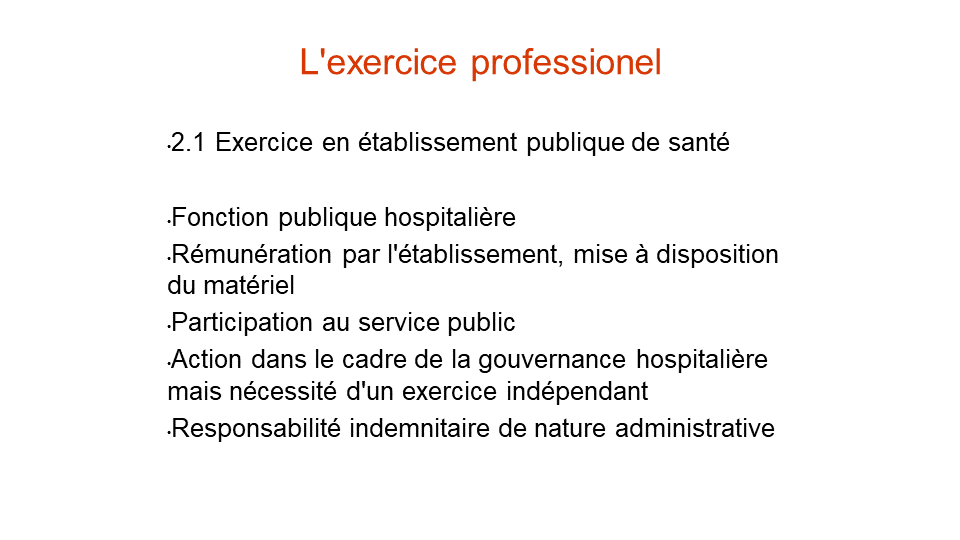 L'exercice professionel
·2.1 Exercice en établissement publique de santé
·Fonction publique hospitalière
·Rémunération par l'établissement, mise à disposition
du matériel
·Participation au service public
·Action dans le cadre de la gouvernance hospitalière
mais nécessité d'un exercice indépendant
·Responsabilité indemnitaire de nature administrative